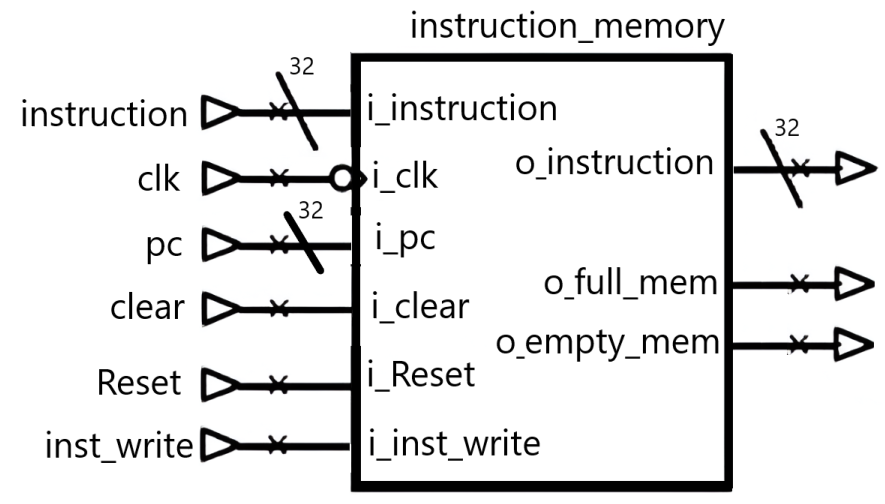 instruction_memory
32
instruction
i_instruction
32
o_instruction
clk
i_clk
32
pc
i_pc
o_full_mem
clear
i_clear
o_empty_mem
Reset
i_Reset
inst_write
i_inst_write